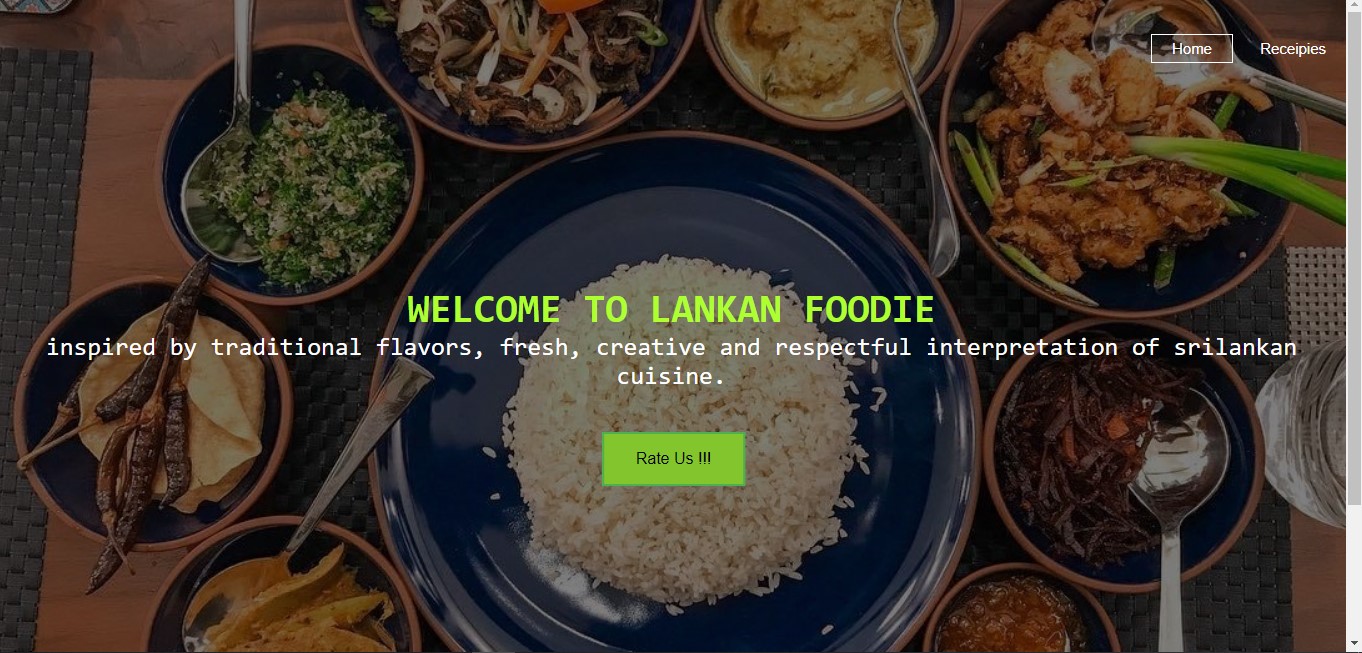 Home Receipies
WELCOME TO LANKAN FOODIE
inspired by traditional flavors, fresh, creative and respectful interpretation of srilankan
cuisine.
Rate Us !!!